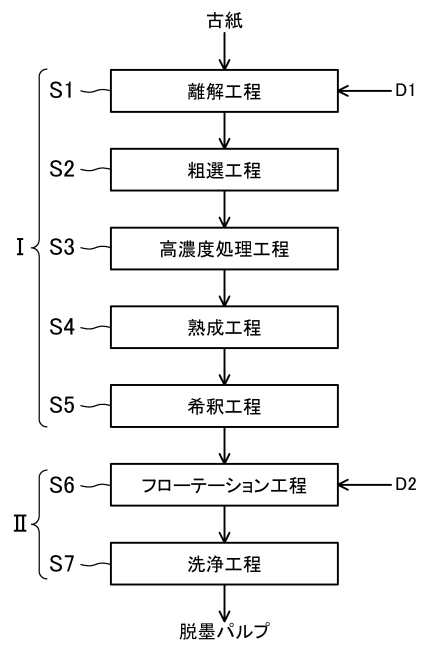 古紙
S1 離解工程 D1
S2 粗選工程
I S3 高濃度処理工程
S4 熟成工程
S5 希釈工程
S6 フローテーション工程 D2
II
S7 洗浄工程
脱墨パルプ